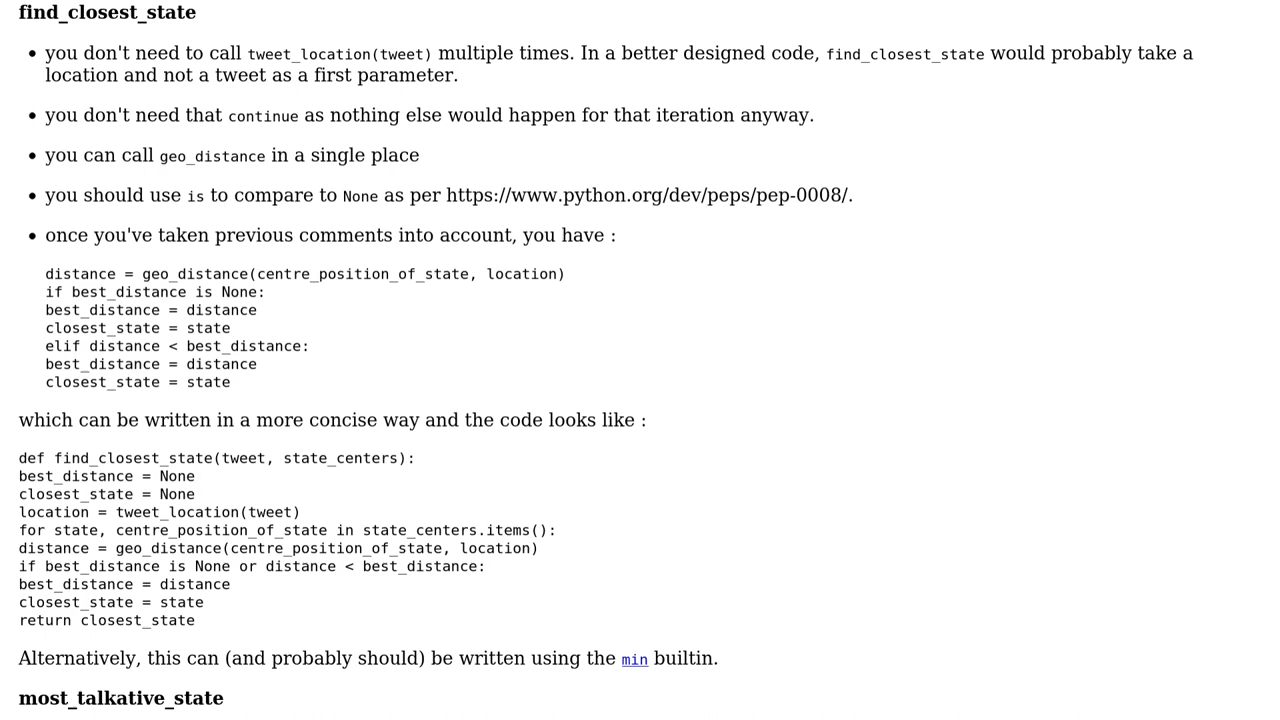 find_closest_state
• you don't need to call tweet_location(tweet) multiple times. In a better designed code, find_closest_state would probably take a
location and not a tweet as a first parameter.
• you don't need that continue as nothing else would happen for that iteration anyway.
• you can call geo_distance in a single place
• you should use is to compare to None as per https://www.python.org/dev/peps/pep-0008/.
• once you've taken previous comments into account, you have :
distance = geo_distance(centre_position_of_state, location)
if best_distance is None:
best_distance = distance
closest_state = state
elif distance < best_distance:
best_distance = distance
closest_state = state
which can be written in a more concise way and the code looks like :
def find_closest_state(tweet, state_centers):
best_distance = None
closest_state = None
location = tweet_location(tweet)
for state, centre_position_of_state in state_centers.items():
distance = geo_distance(centre_position_of_state, location)
if best_distance is None or distance < best_distance:
best_distance = distance
closest_state = state
return closest_state
Alternatively, this can (and probably should) be written using the min builtin.
most_talkative_state